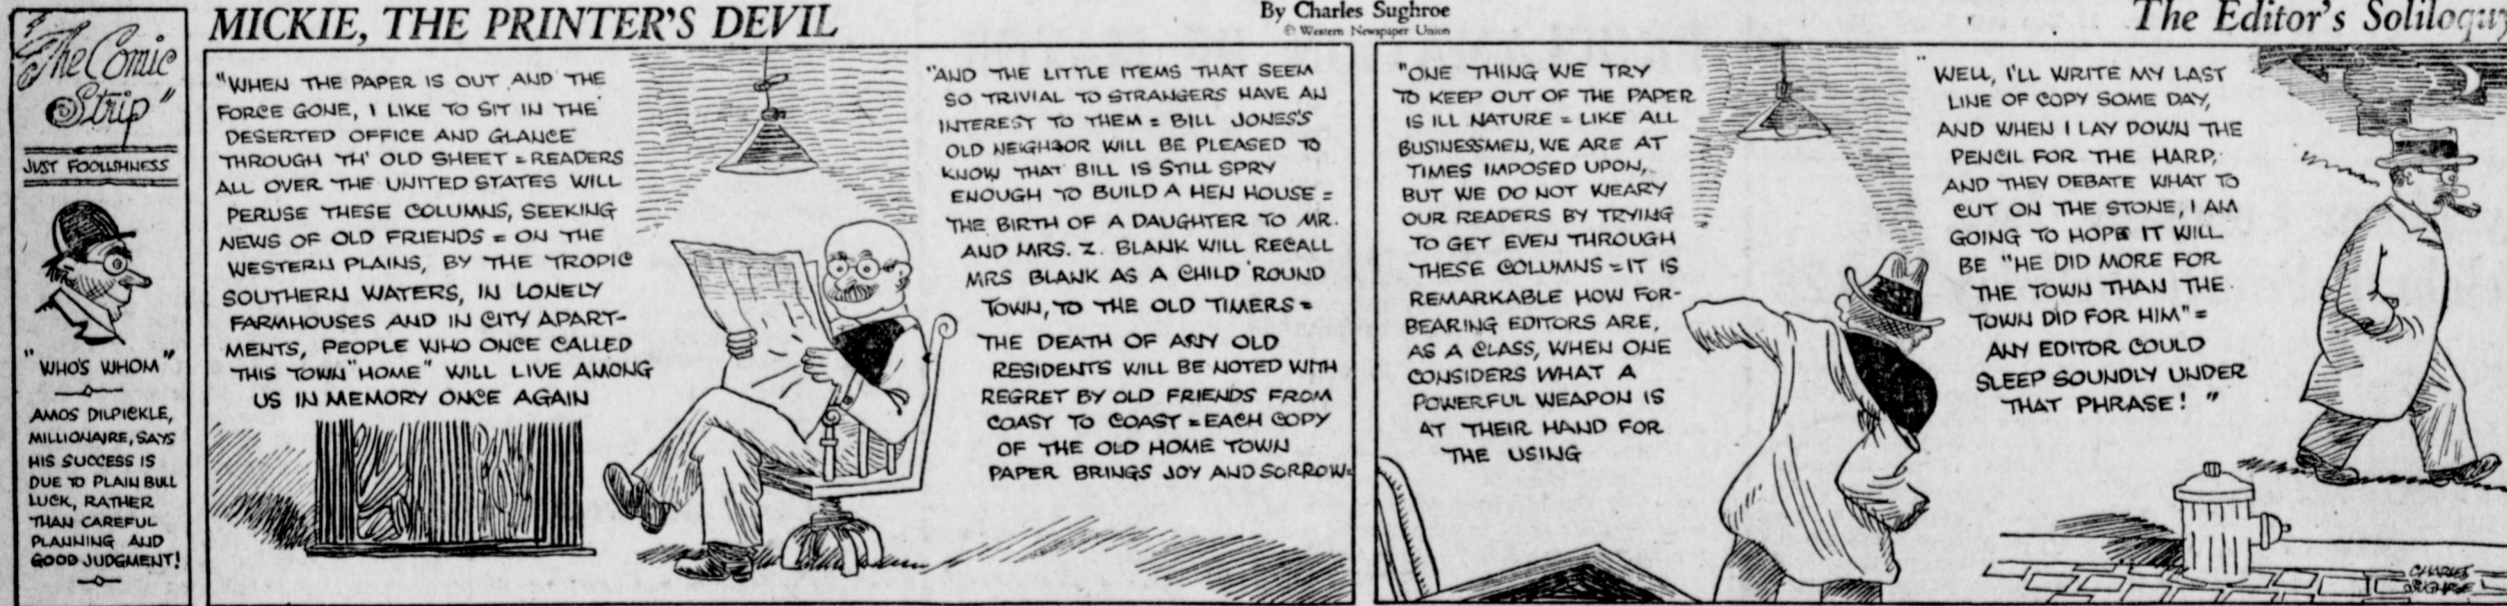 "The Comic
Strip"
JUST FOOLISHNESS
"WHO'S WHOM"
AMOS DILPICKLE,
MILLIONAIRE, SAYS
HIS SUCCESS IS
DUE TO PLAIN BULL
LUCK, RATHER
THAN CAREFUL
PLANNING AND
GOOD JUDGMENT!
MICKIE, THE PRINTER'S DEVIL
By Charles Sughroe
© Western Newspaper Union
The Editor's Soliloquy
"WHEN THE PAPER IS OUT AND THE
FORCE GONE, I LIKE TO SIT IN THE
DESERTED OFFICE AND GLANCE
THROUGH TH' OLD SHEET = READERS
ALL OVER THE UNITED STATES WILL
PERUSE THESE COLUMNS, SEEKING
NEWS OF OLD FRIENDS = ON THE
WESTERN PLAINS, BY THE TROPIC
SOUTHERN WATERS, IN LONELY
FARMHOUSES AND IN CITY APART-
MENTS, PEOPLE WHO ONCE CALLED
THIS TOWN "HOME" WILL LIVE AMONG
US IN MEMORY ONCE AGAIN
"AND THE LITTLE ITEMS THAT SEEM
SO TRIVIAL TO STRANGERS HAVE AN
INTEREST TO THEM = BILL JONES'S
OLD NEIGHBOR WILL BE PLEASED TO
KNOW THAT BILL IS STILL SPRY
ENOUGH TO BUILD A HEN HOUSE =
THE BIRTH OF A DAUGHTER TO MR.
AND MRS. Z. BLANK WILL RECALL
MRS BLANK AS A CHILD 'ROUND
TOWN, TO THE OLD TIMERS =
THE DEATH OF ANY OLD
RESIDENTS WILL BE NOTED WITH
REGRET BY OLD FRIENDS FROM
COAST TO COAST = EACH COPY
OF THE OLD HOME TOWN
PAPER BRINGS JOY AND SORROW=
"ONE THING WE TRY
TO KEEP OUT OF THE PAPER
IS ILL NATURE = LIKE ALL
BUSINESSMEN, WE ARE AT
TIMES IMPOSED UPON,
BUT WE DO NOT WEARY
OUR READERS BY TRYING
TO GET EVEN THROUGH
THESE COLUMNS = IT IS
REMARKABLE HOW FOR-
BEARING EDITORS ARE,
AS A CLASS, WHEN ONE
CONSIDERS WHAT A
POWERFUL WEAPON IS
AT THEIR HAND FOR
THE USING
"WELL, I'LL WRITE MY LAST
LINE OF COPY SOME DAY,
AND WHEN I LAY DOWN THE
PENCIL FOR THE HARP,
AND THEY DEBATE WHAT TO
CUT ON THE STONE, I AM
GOING TO HOPE IT WILL
BE "HE DID MORE FOR
THE TOWN THAN THE
TOWN DID FOR HIM" =
ANY EDITOR COULD
SLEEP SOUNDLY UNDER
THAT PHRASE! "
CHARLES
SUGHROE